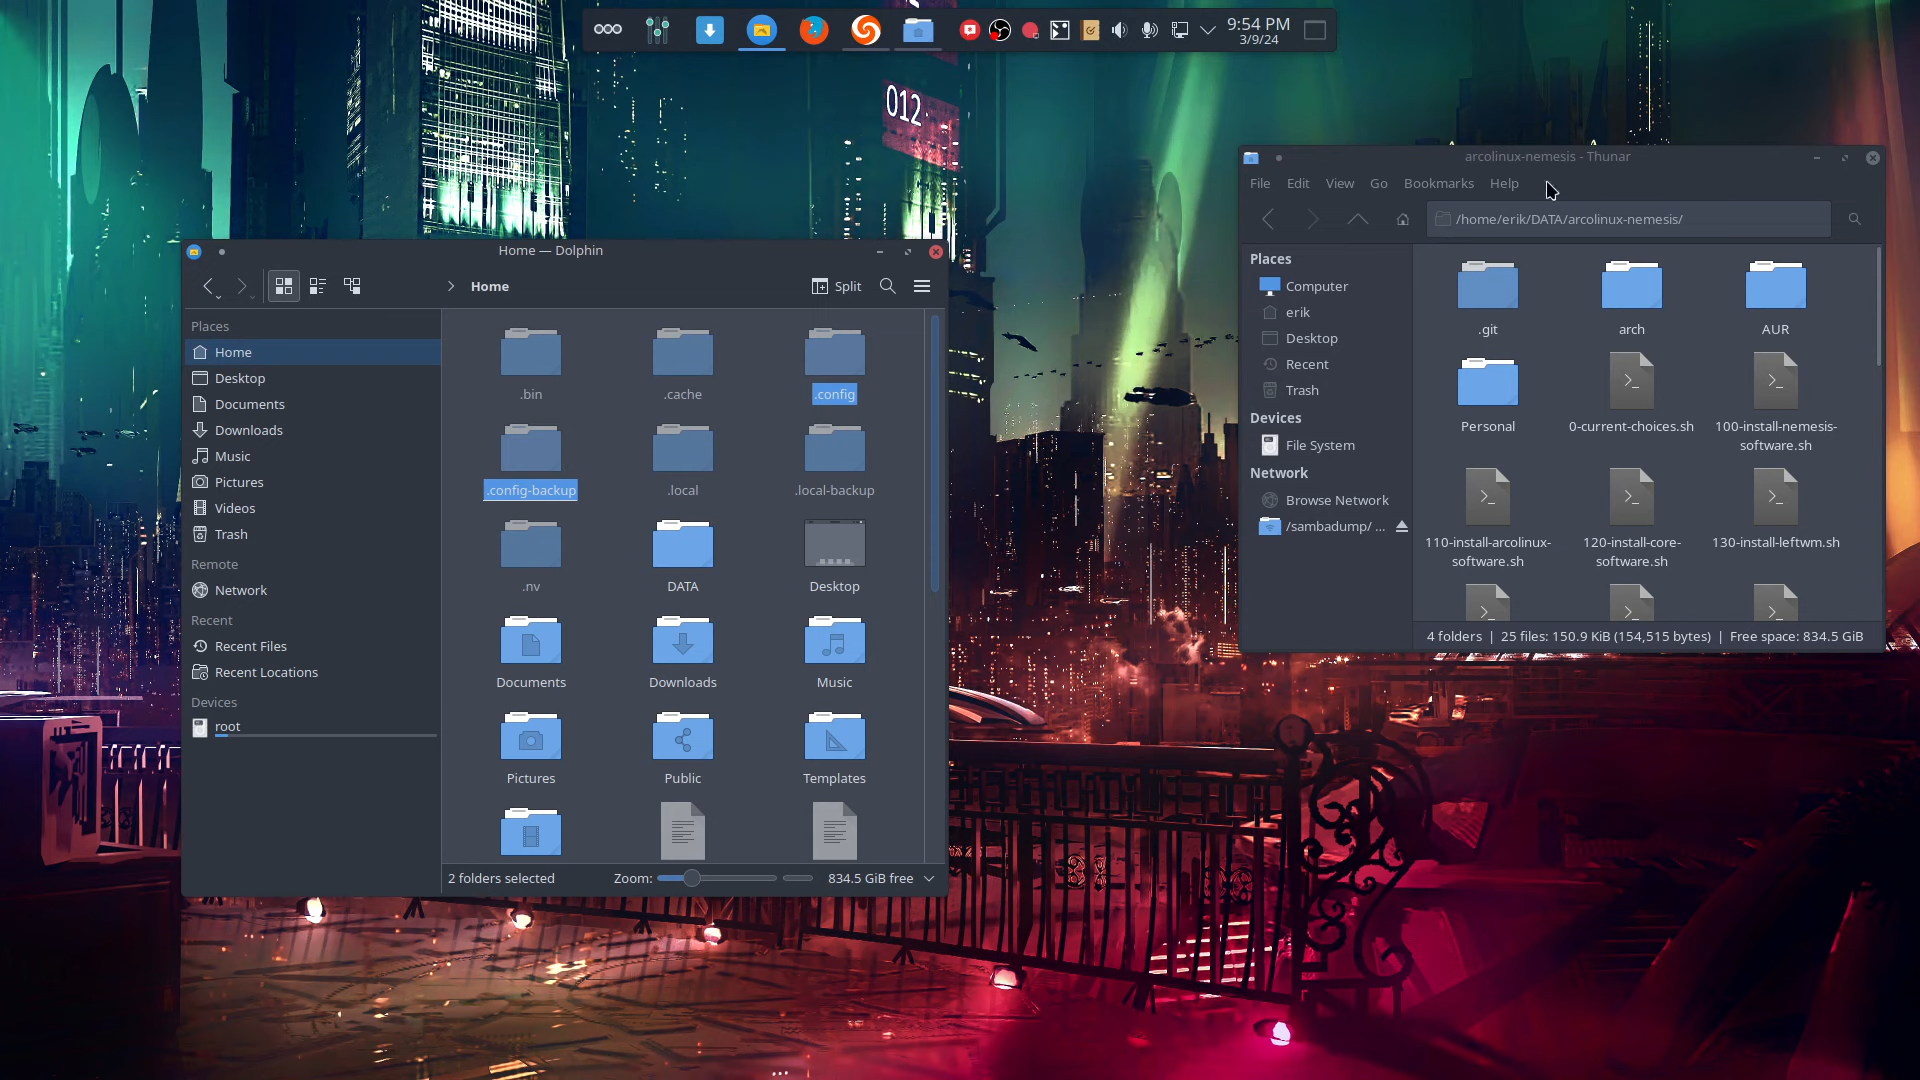 9:54 PM
3/9/24
012
Home — Dolphin
Home
Split
Places
Home
Desktop
Documents
Downloads
Music
Pictures
Videos
Trash
Remote
Network
Recent
Recent Files
Recent Locations
Devices
root
.bin
.cache
.config
.config-backup
.local
.local-backup
.nv
DATA
Desktop
Documents
Downloads
Music
Pictures
Public
Templates
2 folders selected
Zoom:
834.5 GiB free
arcolinux-nemesis - Thunar
File Edit View Go Bookmarks Help
/home/erik/DATA/arcolinux-nemesis/
Places
Computer
erik
Desktop
Recent
Trash
Devices
File System
Network
Browse Network
/sambadump/ ...
.git
arch
AUR
Personal
0-current-choices.sh
100-install-nemesis-
software.sh
110-install-arcolinux-
software.sh
120-install-core-
software.sh
130-install-leftwm.sh
4 folders | 25 files: 150.9 KiB (154,515 bytes) | Free space: 834.5 GiB